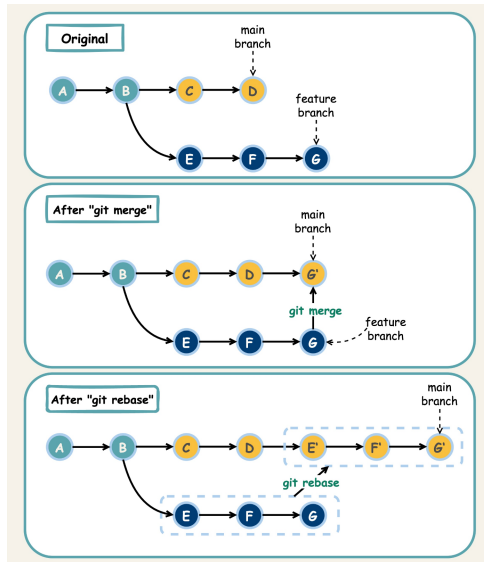 Original
main
branch
A B C D
feature
branch
E F G
After "git merge"
main
branch
A B C D G'
git merge
feature
branch
E F G
After "git rebase"
main
branch
A B C D E' F' G'
git rebase
E F G